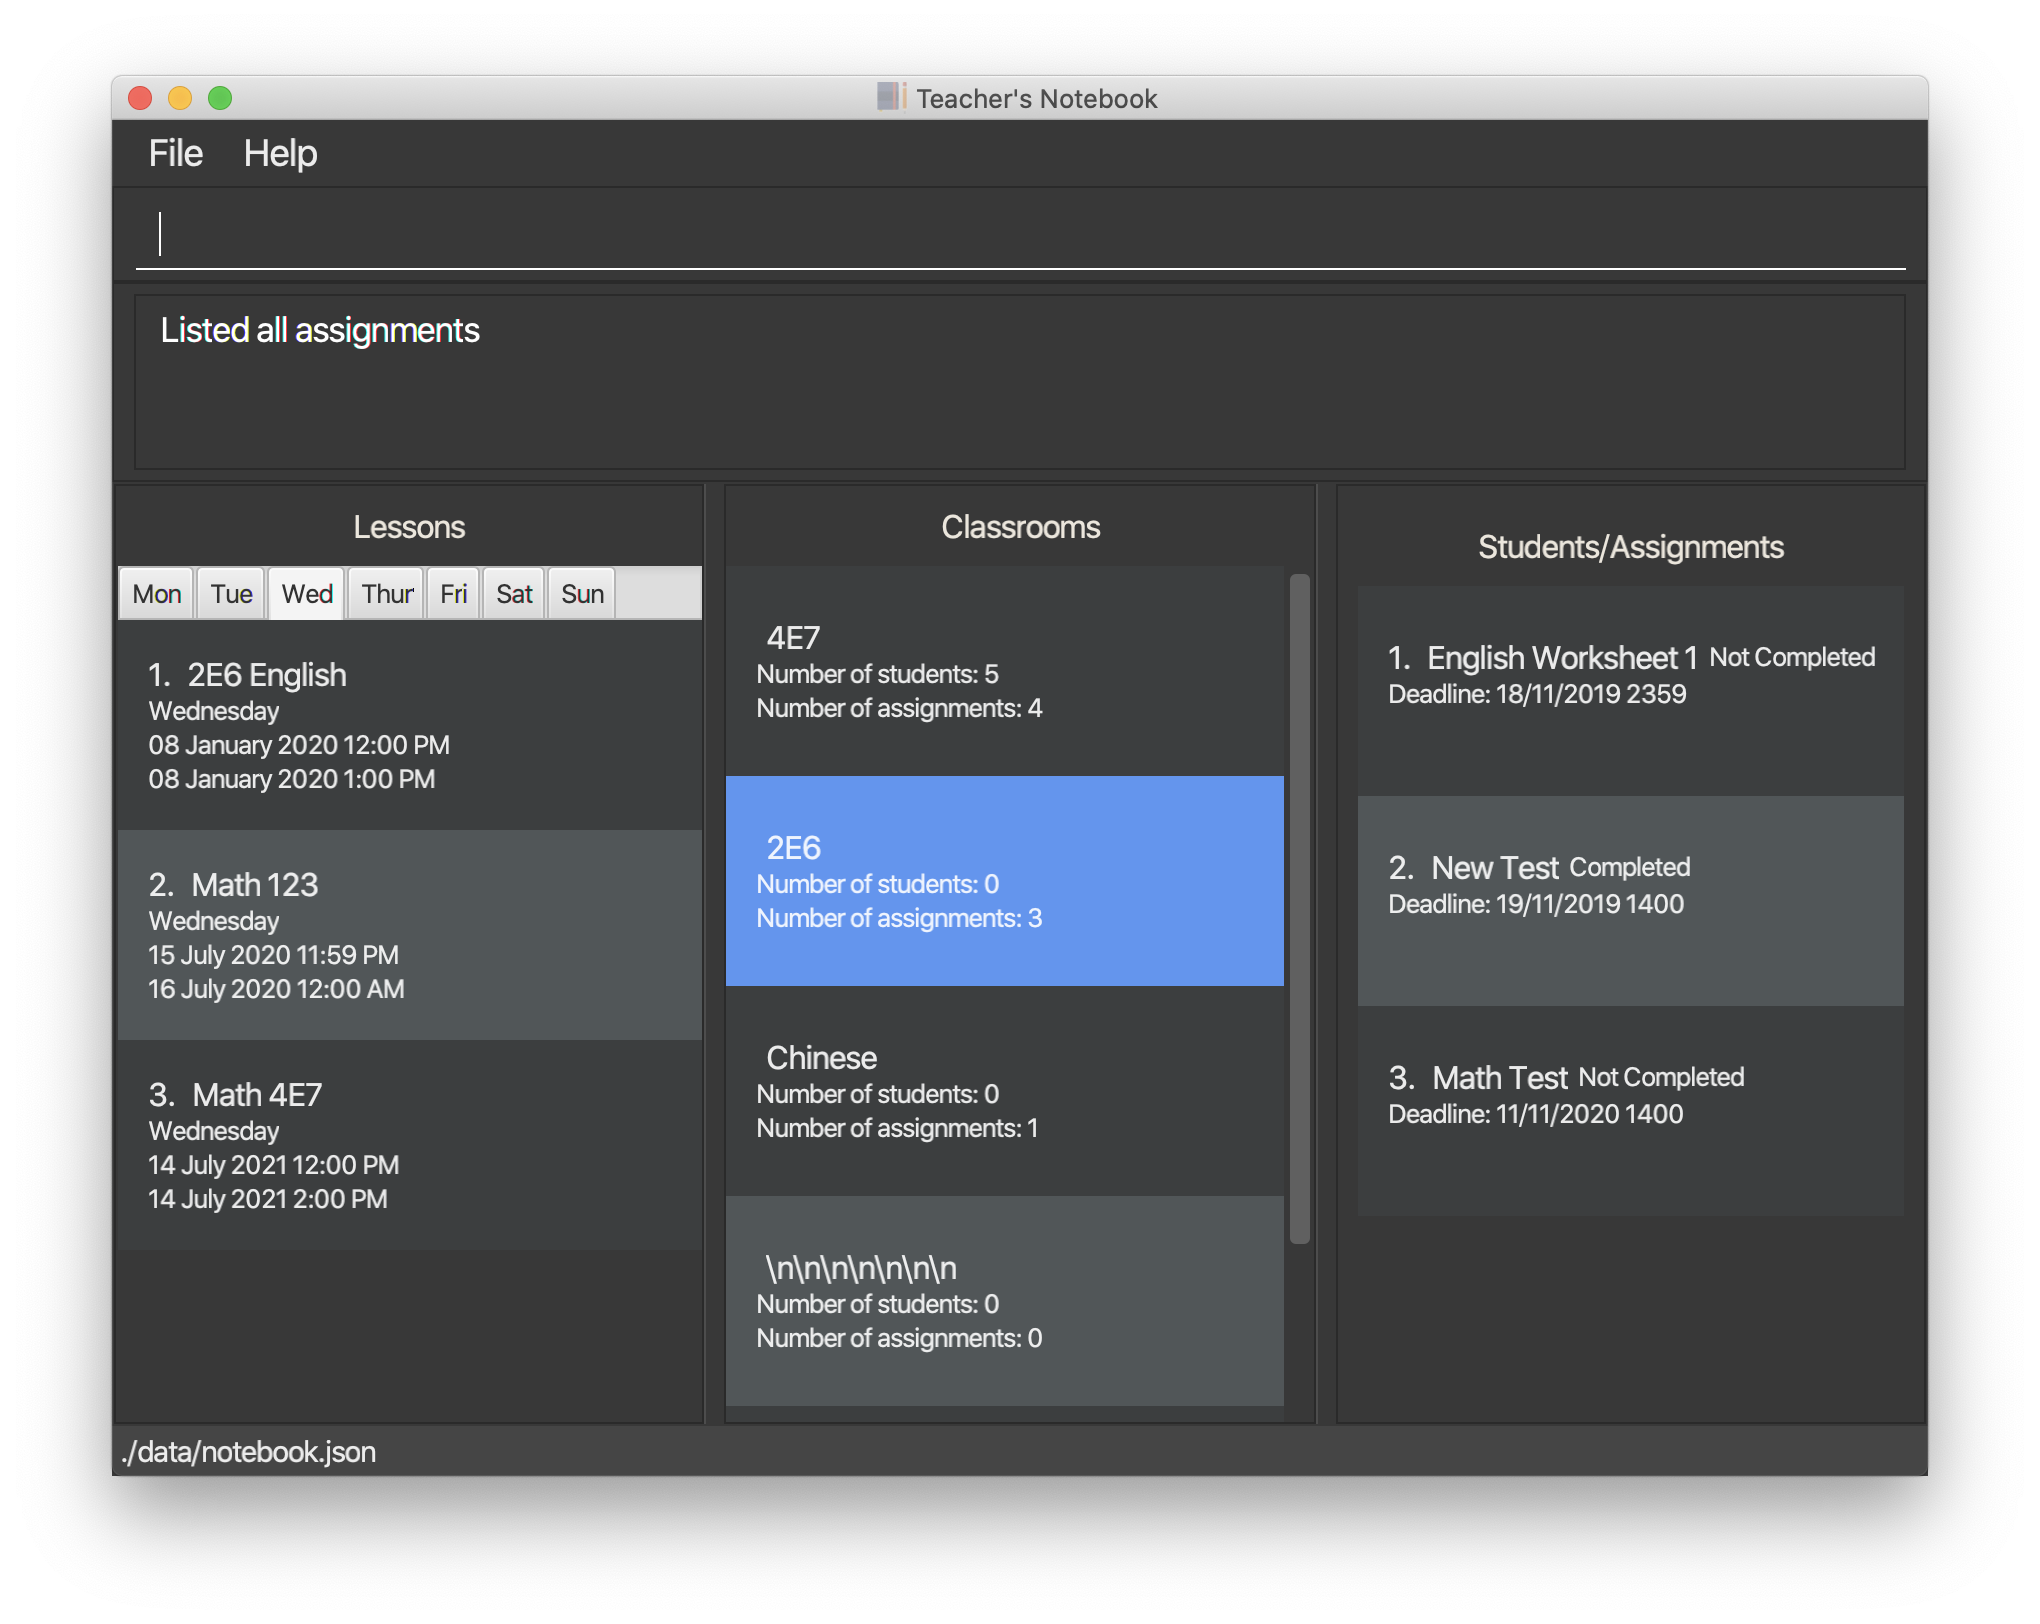 Teacher's Notebook
File Help
Listed all assignments
Lessons
Mon Tue Wed Thur Fri Sat Sun
1. 2E6 English
Wednesday
08 January 2020 12:00 PM
08 January 2020 1:00 PM
2. Math 123
Wednesday
15 July 2020 11:59 PM
16 July 2020 12:00 AM
3. Math 4E7
Wednesday
14 July 2021 12:00 PM
14 July 2021 2:00 PM
Classrooms
4E7
Number of students: 5
Number of assignments: 4
2E6
Number of students: 0
Number of assignments: 3
Chinese
Number of students: 0
Number of assignments: 1
\n\n\n\n\n\n\n
Number of students: 0
Number of assignments: 0
Students/Assignments
1. English Worksheet 1 Not Completed
Deadline: 18/11/2019 2359
2. New Test Completed
Deadline: 19/11/2019 1400
3. Math Test Not Completed
Deadline: 11/11/2020 1400
./data/notebook.json